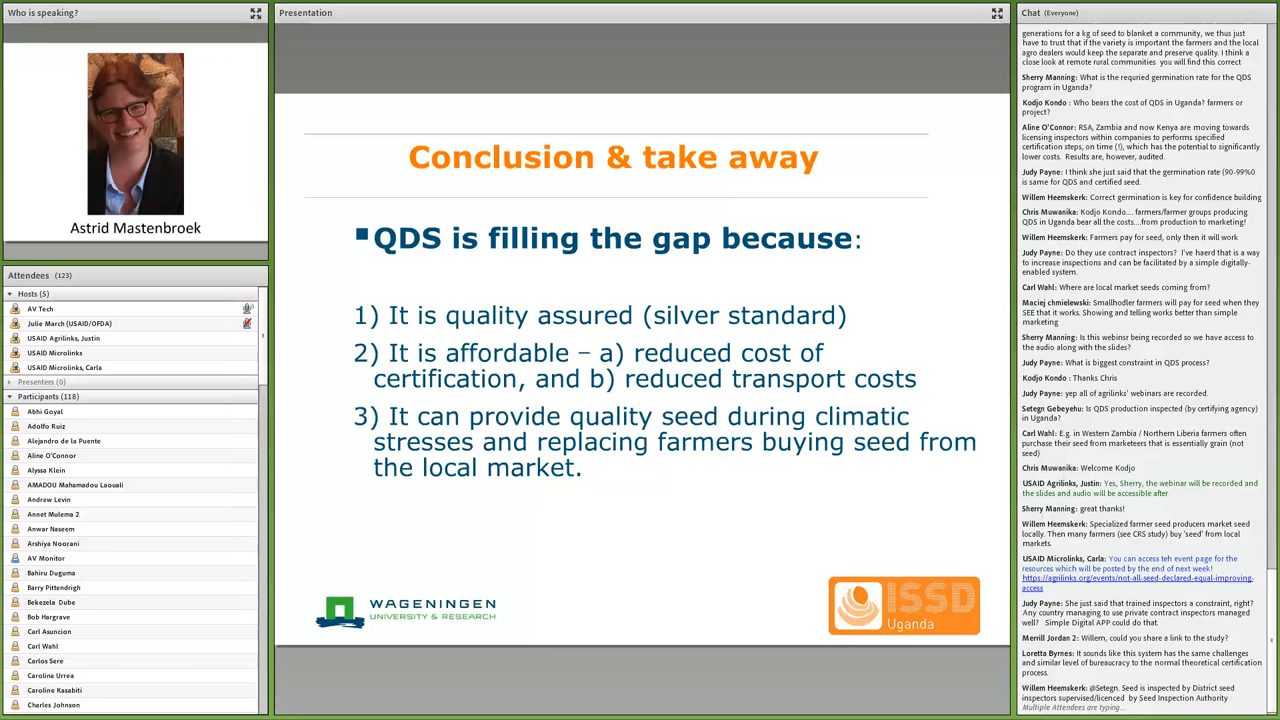 Who is speaking?
Astrid Mastenbroek
Attendees (123)
Hosts (5)
AV Tech
Julie March (USAID/OFDA)
USAID Agrilinks, Justin
USAID Microlinks
USAID Microlinks, Carla
Presenters (0)
Participants (118)
Abhi Goyal
Adolfo Ruiz
Alejandro de la Puente
Aline O'Connor
Alyssa Klein
AMADOU Mahamadou Laouali
Andrew Levin
Annet Mulema 2
Anwar Naseem
Arshiya Noorani
AV Monitor
Bahiru Duguma
Barry Pittendrigh
Bekezela Dube
Bob Hargrave
Carl Asuncion
Carl Wahl
Carlos Sere
Carolina Urrea
Caroline Kasabiti
Charles Johnson
Presentation
Conclusion & take away
▪QDS is filling the gap because:
1) It is quality assured (silver standard)
2) It is affordable – a) reduced cost of
certification, and b) reduced transport costs
3) It can provide quality seed during climatic
stresses and replacing farmers buying seed from
the local market.
WAGENINGEN
UNIVERSITY & RESEARCH
ISSD
Uganda
Chat (Everyone)
generations for a kg of seed to blanket a community, we thus just
have to trust that if the variety is important the farmers and the local
agro dealers would keep the separate and preserve quality. I think a
close look at remote rural communities you will find this correct
Sherry Manning: What is the requried germination rate for the QDS
program in Uganda?
Kodjo Kondo : Who bears the cost of QDS in Uganda? farmers or
project?
Aline O'Connor: RSA, Zambia and now Kenya are moving towards
licensing inspectors within companies to performs specified
certification steps, on time (!), which has the potential to significantly
lower costs. Results are, however, audited.
Judy Payne: I think she just said that the germination rate (90-99%0
is same for QDS and certified seed.
Willem Heemskerk: Correct germination is key for confidence building
Chris Muwanika: Kodjo Kondo.... farmers/farmer groups producing
QDS in Uganda bear all the costs....from production to marketing!
Willem Heemskerk: Farmers pay for seed, only then it will work
Judy Payne: Do they use contract inspectors? I've haerd that is a way
to increase inspections and can be facilitated by a simple digitally-
enabled system.
Carl Wahl: Where are local market seeds coming from?
Maciej chmielewski: Smallhodler farmers will pay for seed when they
SEE that it works. Showing and telling works better than simple
marketing
Sherry Manning: Is this webinar being recorded so we have access to
the audio along with the slides?
Judy Payne: What is biggest constraint in QDS process?
Kodjo Kondo : Thanks Chris
Judy Payne: yep all of agrilinks' webinars are recorded.
Setegn Gebeyehu: Is QDS production inspected (by certifying agency)
in Uganda?
Carl Wahl: E.g. in Western Zambia / Northern Liberia farmers often
purchase their seed from marketeers that is essentially grain (not
seed)
Chris Muwanika: Welcome Kodjo
USAID Agrilinks, Justin: Yes, Sherry, the webinar will be recorded and
the slides and audio will be accessible after
Sherry Manning: great thanks!
Willem Heemskerk: Specialized farmer seed producers market seed
locally. Then many farmers (see CRS study) buy 'seed' from local
markets.
USAID Microlinks, Carla: You can access teh event page for the
resources which will be posted by the end of next week!
https://agrilinks.org/events/not-all-seed-declared-equal-improving-
access
Judy Payne: She just said that trained inspectors a constraint, right?
Any country managing to use private contract inspectors managed
well? Simple Digital APP could do that.
Merrill Jordan 2: Willem, could you share a link to the study?
Loretta Byrnes: It sounds like this system has the same challenges
and similar level of bureaucracy to the normal theoretical certification
process.
Willem Heemskerk: @Setegn. Seed is inspected by District seed
inspectors supervised/licenced by Seed Inspection Authority
Multiple Attendees are typing...